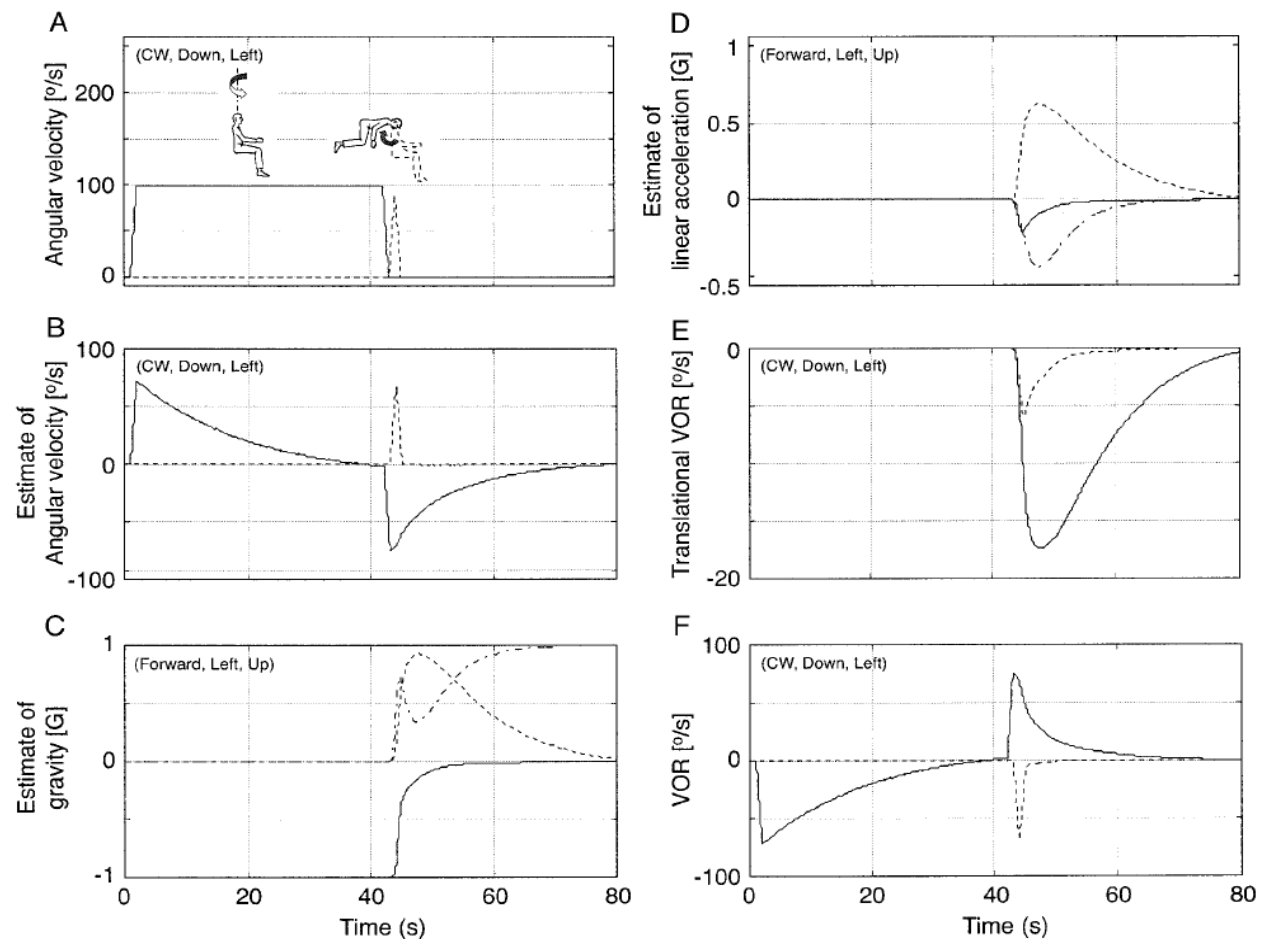 A
Angular velocity [º/s]
(CW, Down, Left)
200
100
0
B
Estimate of
Angular velocity [º/s]
100
(CW, Down, Left)
0
-100
C
Estimate of
gravity [G]
1
(Forward, Left, Up)
0
-1
0 20 40 60 80
Time (s)
D
Estimate of
linear acceleration [G]
1
(Forward, Left, Up)
0.5
0
-0.5
E
Translational VOR [º/s]
0
(CW, Down, Left)
-20
F
VOR [º/s]
100
(CW, Down, Left)
0
-100
0 20 40 60 80
Time (s)